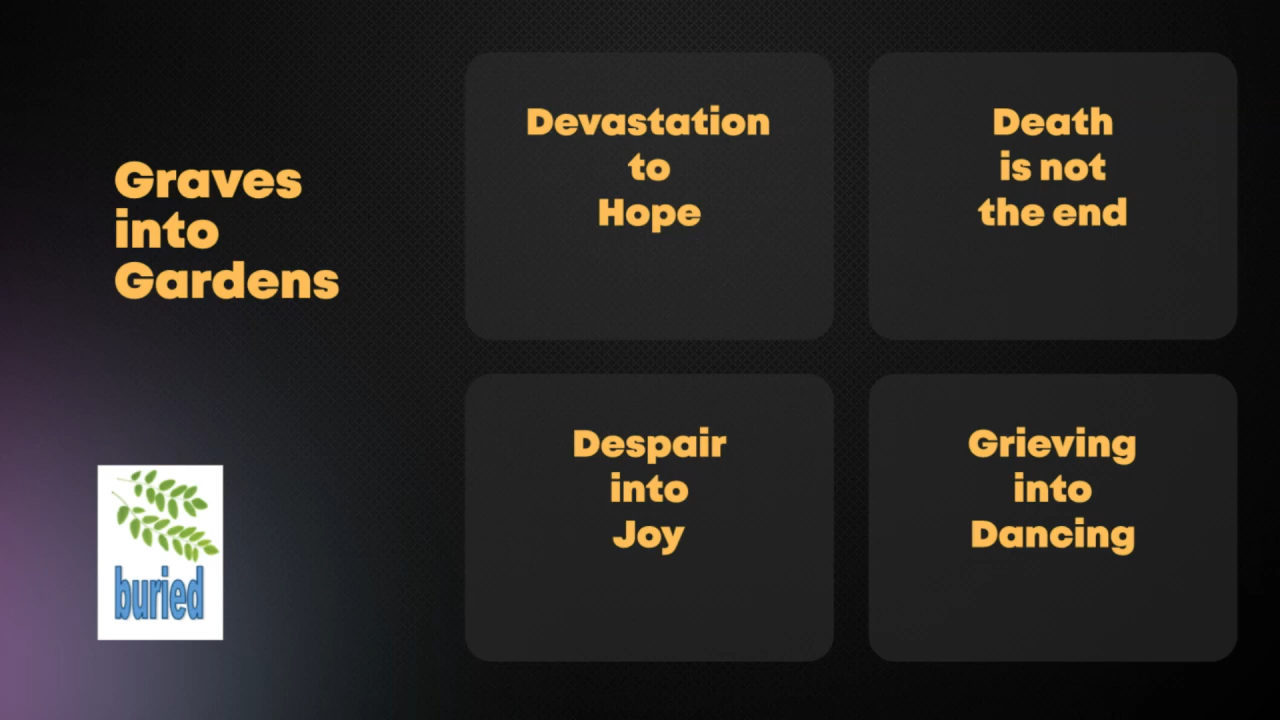 Graves
into
Gardens
buried
Devastation
to
Hope
Death
is not
the end
Despair
into
Joy
Grieving
into
Dancing